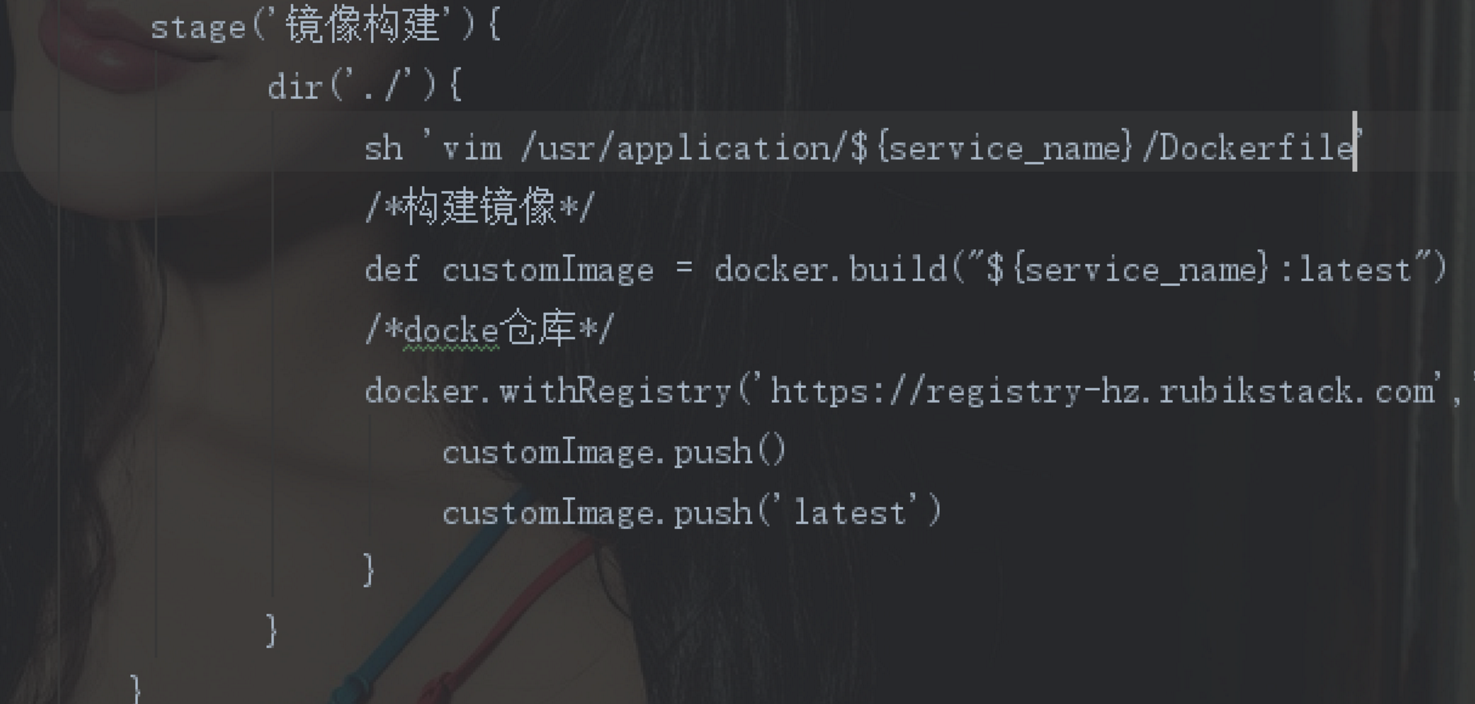 stage('镜像构建'){
dir('./'){
sh 'vim /usr/application/${service_name}/Dockerfile'
/*构建镜像*/
def customImage = docker.build("${service_name}:latest")
/*docke仓库*/
docker.withRegistry('https://registry-hz.rubikstack.com','
customImage.push()
customImage.push('latest')
}
}
}